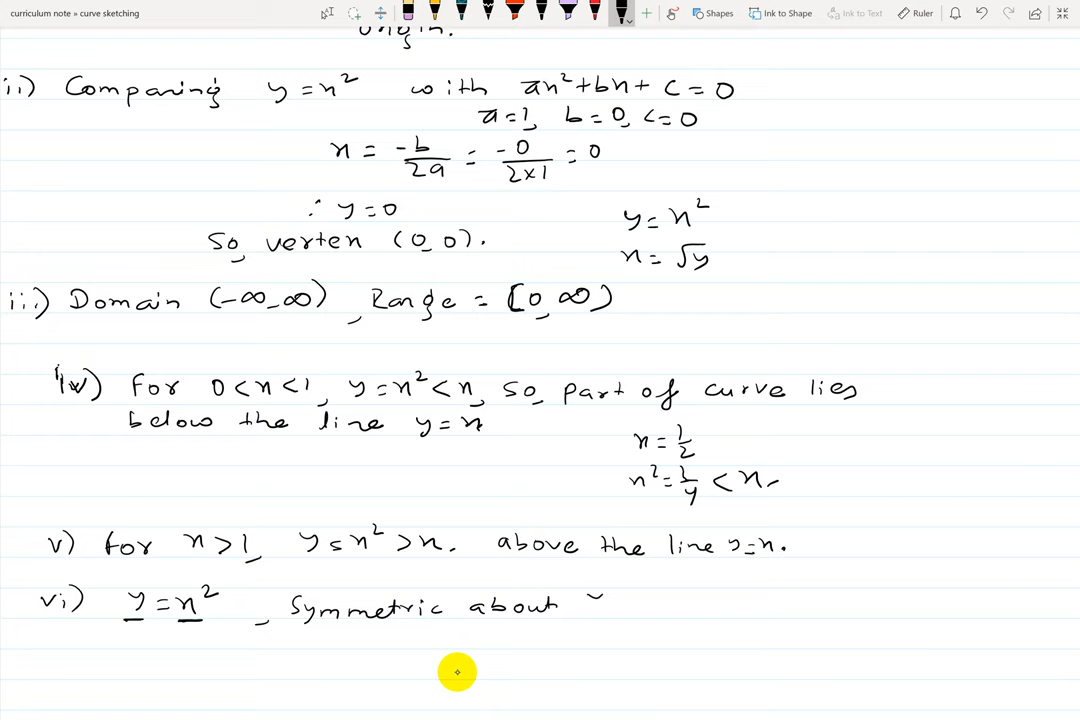 curriculum note » curve sketching
Shapes Ink to Shape Ink to Text Ruler
origin.
ii) Comparing y = x² with ax²+bx+c=0
a=1, b=0, c=0
x = -b/2a = -0/2×1 = 0
∴ y=0
y = x²
So, vertex (0,0).
x = √y
iii) Domain (-∞,∞), Range = [0,∞)
iv) For 0<x<1, y=x²<x, so, part of curve lies
below the line y=x
x = 1/2
x² = 1/4 < x.
v) for x>1, y=x²>x. above the line y=x.
vi) y = x², Symmetric about